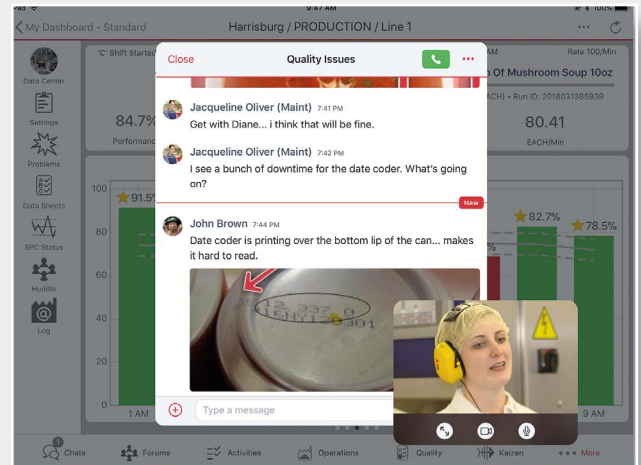 9:47 AM
100%
My Dashboard - Standard
Harrisburg / PRODUCTION / Line 1
'C' Shift Started
Rate 100/Min
Of Mushroom Soup 10oz
Run ID: 2018031385939
84.7%
80.41
EACH/Min
Data Center
Settings
Problems
Data Sheets
SPC Status
Huddle
Log
Close
Quality Issues
Jacqueline Oliver (Maint) 7:41 PM
Get with Diane... i think that will be fine.
Jacqueline Oliver (Maint) 7:42 PM
I see a bunch of downtime for the date coder. What's going
on?
New
John Brown 7:44 PM
Date coder is printing over the bottom lip of the can... makes
it hard to read.
Type a message
100
80
60
40
20
0
91.5
82.7%
78.5%
1 AM
9 AM
1
Chats
Forums
Activities
Operations
Quality
Kaizen
More